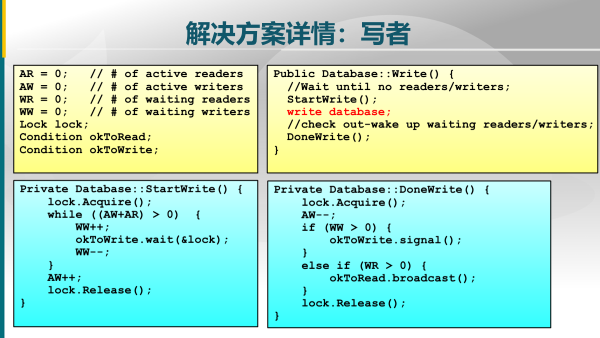 解决方案详情：写者
AR = 0;   // # of active readers
AW = 0;   // # of active writers
WR = 0;   // # of waiting readers
WW = 0;   // # of waiting writers
Lock lock;
Condition okToRead;
Condition okToWrite;
Public Database::Write() {
  //Wait until no readers/writers;
  StartWrite();
  write database;
  //check out-wake up waiting readers/writers;
  DoneWrite();
}
Private Database::StartWrite() {
    lock.Acquire();
    while ((AW+AR) > 0)  {
        WW++;
        okToWrite.wait(&lock);
        WW--;
    }
    AW++;
    lock.Release();
}
Private Database::DoneWrite() {
    lock.Acquire();
    AW--;
    if (WW > 0) {
        okToWrite.signal();
    }
    else if (WR > 0) {
        okToRead.broadcast();
    }
    lock.Release();
}